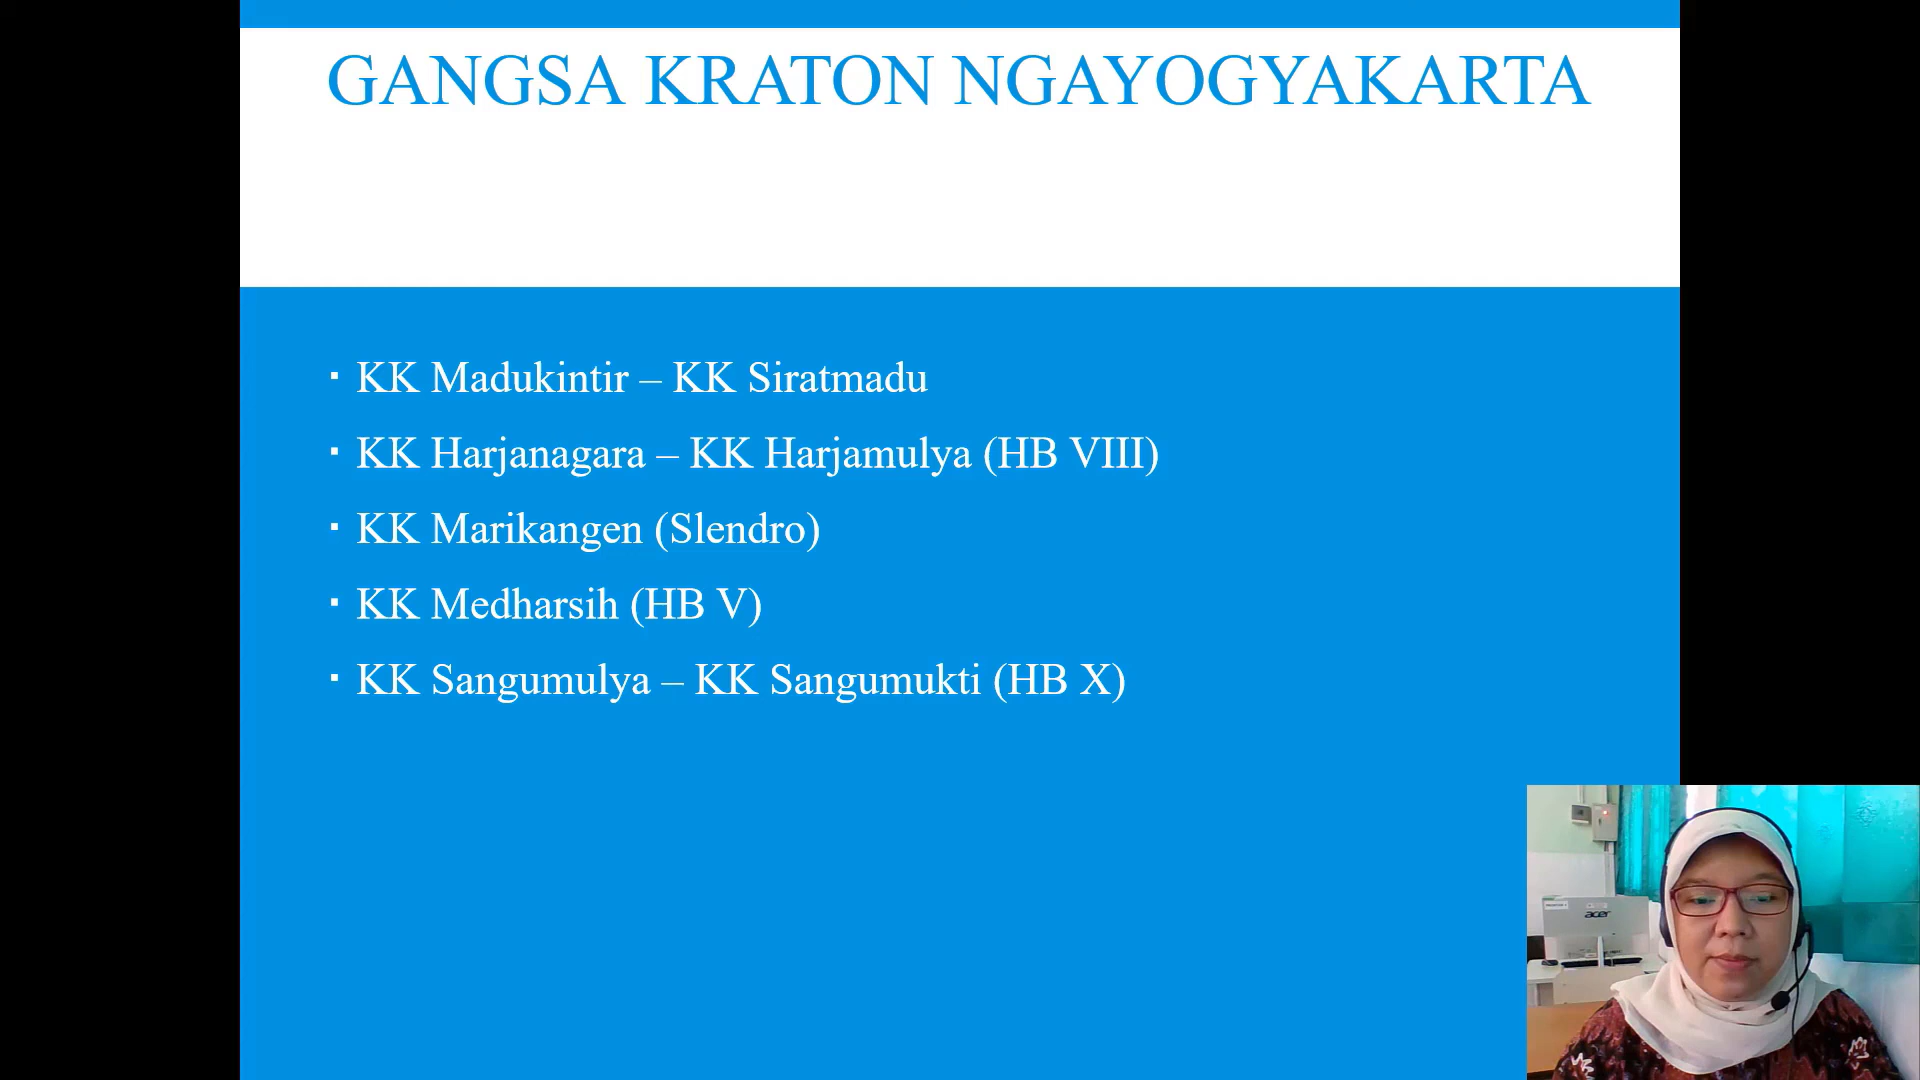 GANGSA KRATON NGAYOGYAKARTA
▪ KK Madukintir – KK Siratmadu
▪ KK Harjanagara – KK Harjamulya (HB VIII)
▪ KK Marikangen (Slendro)
▪ KK Medharsih (HB V)
▪ KK Sangumulya – KK Sangumukti (HB X)
acer